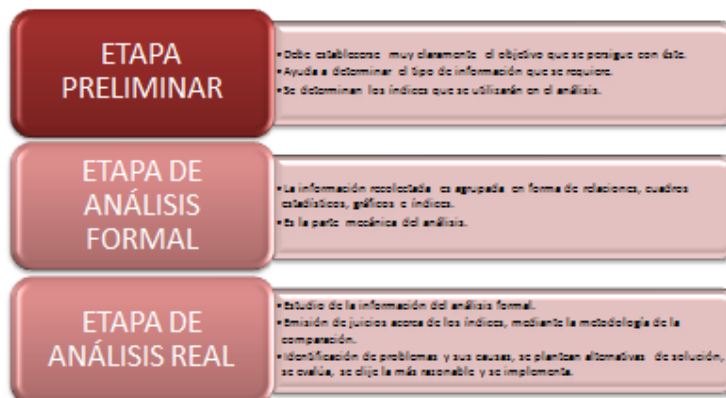 ETAPA
PRELIMINAR
• Debe establecerse muy claramente el objetivo que se persigue con éste.
• Ayuda a determinar el tipo de información que se requiere.
• Se determinan los índices que se utilizarán en el análisis.
ETAPA DE
ANÁLISIS
FORMAL
• La información recolectada es agrupada en forma de relaciones, cuadros
estadísticos, gráficos e índices.
• Es la parte mecánica del análisis.
ETAPA DE
ANÁLISIS REAL
• Estudio de la información del análisis formal.
• Emisión de juicios acerca de los índices, mediante la metodología de la
comparación.
• Identificación de problemas y sus causas, se plantean alternativas de solución,
se evalúa, se elije la más razonable y se implementa.